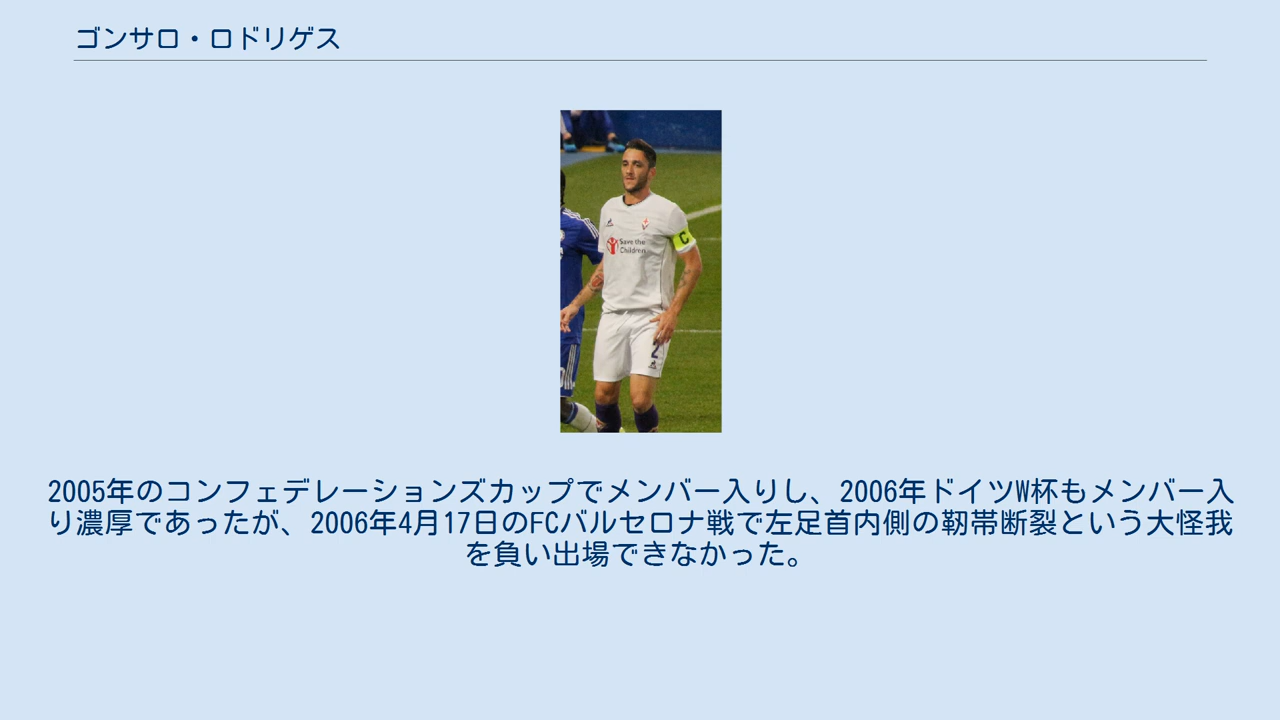 ゴンサロ・ロドリゲス
Save the
Children
C
2
2005年のコンフェデレーションズカップでメンバー入りし、2006年ドイツW杯もメンバー入
り濃厚であったが、2006年4月17日のFCバルセロナ戦で左足首内側の靭帯断裂という大怪我
を負い出場できなかった。